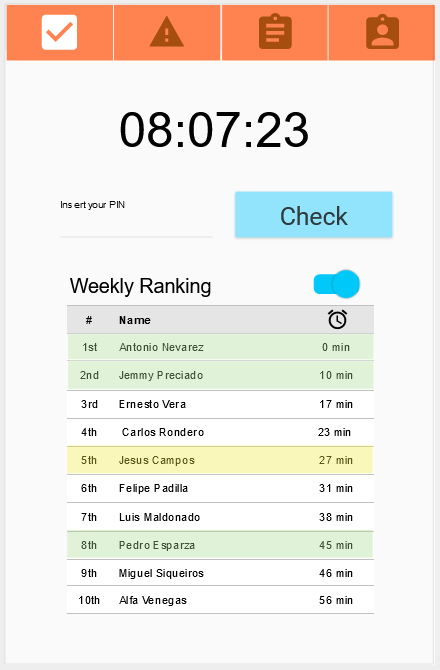 08:07:23
Insert your PIN
Check
Weekly Ranking
# Name
1st Antonio Nevarez 0 min
2nd Jemmy Preciado 10 min
3rd Ernesto Vera 17 min
4th Carlos Rondero 23 min
5th Jesus Campos 27 min
6th Felipe Padilla 31 min
7th Luis Maldonado 38 min
8th Pedro Esparza 45 min
9th Miguel Siqueiros 46 min
10th Alfa Venegas 56 min